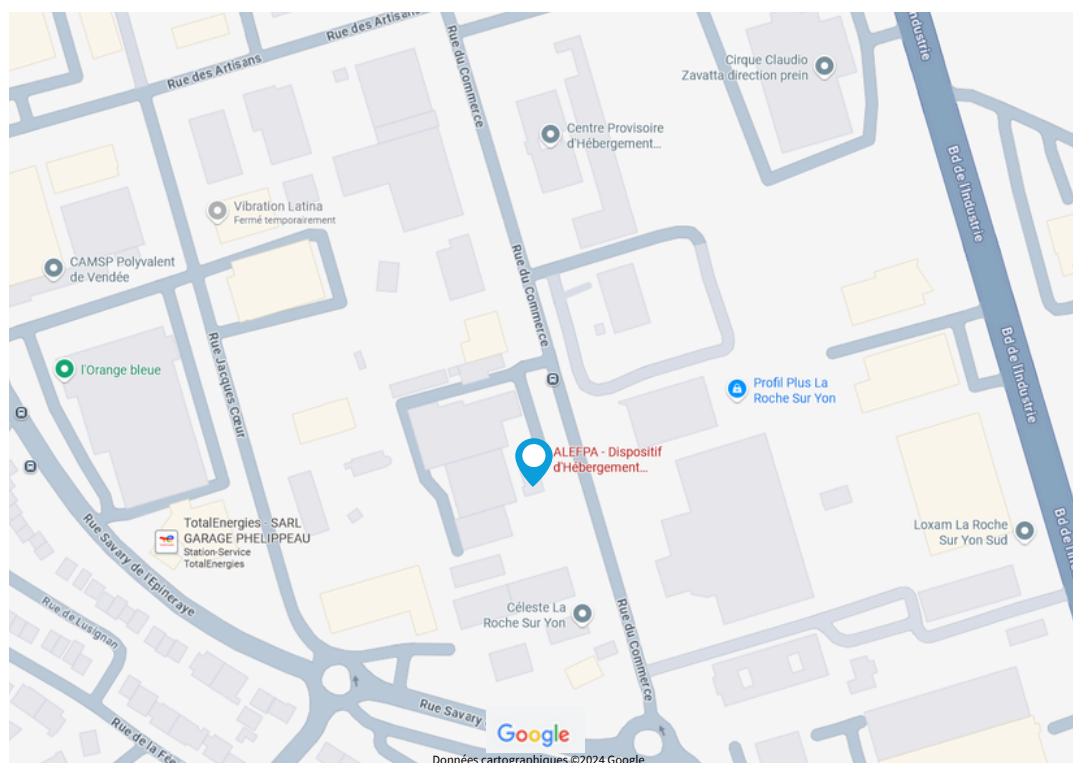 Rue des Artisans
Rue des Artisans
Rue du Commerce
Industrie
Cirque Claudio
Zavatta direction prein
Centre Provisoire
d'Hébergement...
Bd de l'Industrie
Vibration Latina
Fermé temporairement
CAMSP Polyvalent
de Vendée
Rue du Commerce
Rue Jacques Cœur
l'Orange bleue
Bd de l'Industrie
Profil Plus La
Roche Sur Yon
ALEFPA - Dispositif
d'Hébergement...
TotalEnergies - SARL
GARAGE PHELIPPEAU
Station-Service
TotalEnergies
Loxam La Roche
Sur Yon Sud
Bd de l'Ind
Rue Savary de l'Epineraye
Rue de Lusignan
Céleste La
Roche Sur Yon
Rue du Commerce
Rue Savary
Rue de la Fé
Google
Données cartographiques ©2024 Google